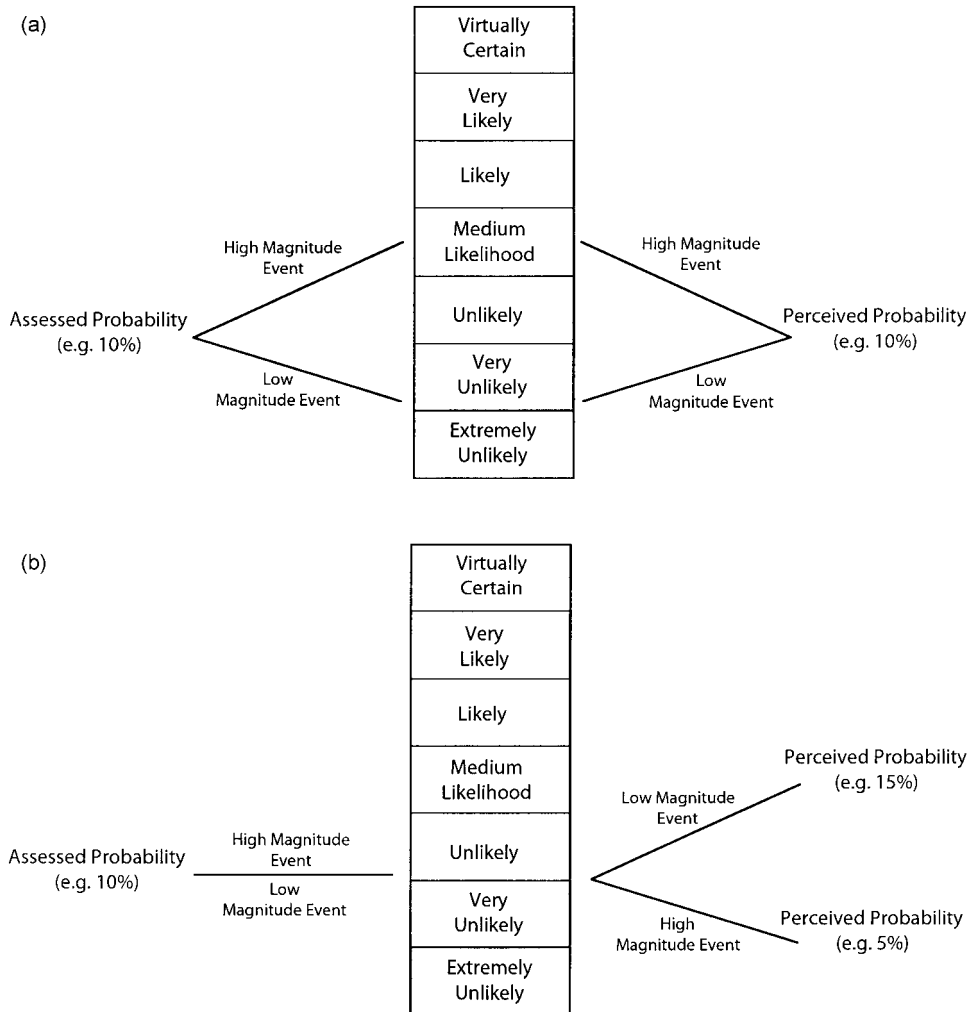 (a)
Virtually
Certain
Very
Likely
Likely
Medium
Likelihood
Unlikely
Very
Unlikely
Extremely
Unlikely
High Magnitude
Event
Assessed Probability
(e.g. 10%)
Low
Magnitude Event
High Magnitude
Event
Perceived Probability
(e.g. 10%)
Low
Magnitude Event
(b)
Virtually
Certain
Very
Likely
Likely
Medium
Likelihood
Unlikely
Very
Unlikely
Extremely
Unlikely
High Magnitude
Event
Assessed Probability
(e.g. 10%)
Low
Magnitude Event
Perceived Probability
(e.g. 15%)
Low Magnitude
Event
High
Magnitude Event
Perceived Probability
(e.g. 5%)